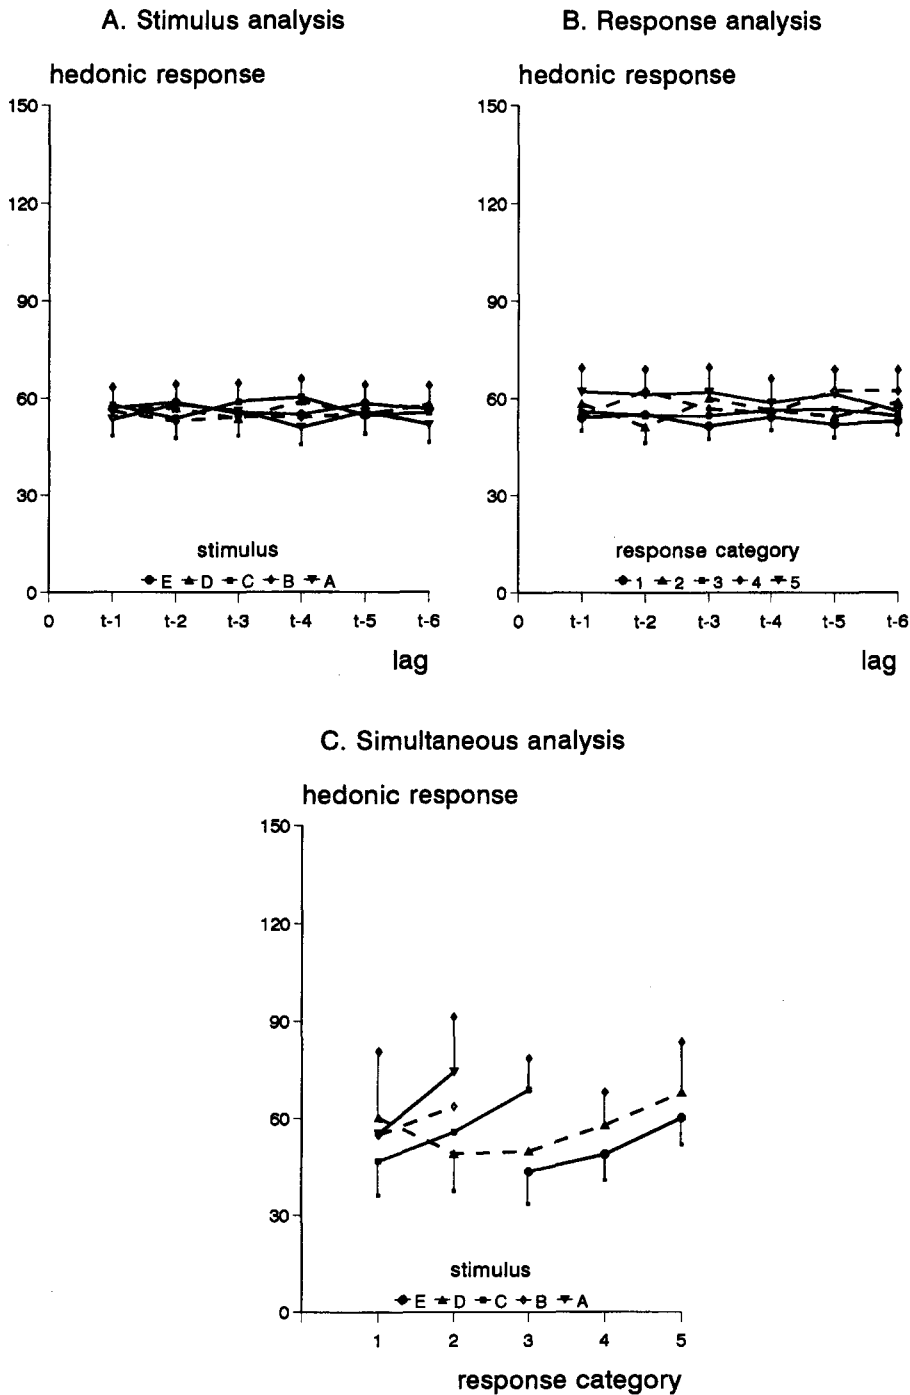 A. Stimulus analysis
hedonic response
150
120
90
60
30
0
stimulus
E D C B A
0 t-1 t-2 t-3 t-4 t-5 t-6
lag
B. Response analysis
hedonic response
150
120
90
60
30
0
response category
1 2 3 4 5
0 t-1 t-2 t-3 t-4 t-5 t-6
lag
C. Simultaneous analysis
hedonic response
150
120
90
60
30
0
stimulus
E D C B A
1 2 3 4 5
response category